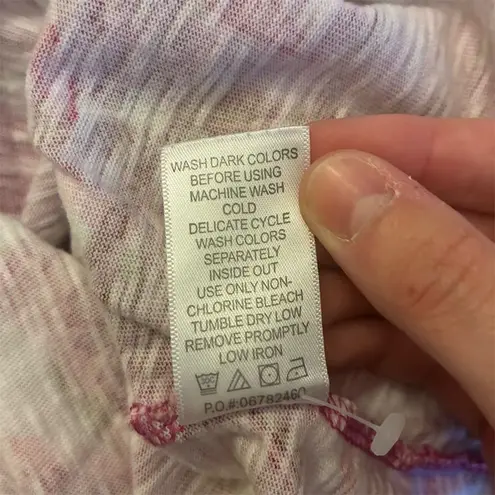 WASH DARK COLORS
BEFORE USING
MACHINE WASH
COLD
DELICATE CYCLE
WASH COLORS
SEPARATELY
INSIDE OUT
USE ONLY NON-
CHLORINE BLEACH
TUMBLE DRY LOW
REMOVE PROMPTLY
LOW IRON
P.O.#:06782460